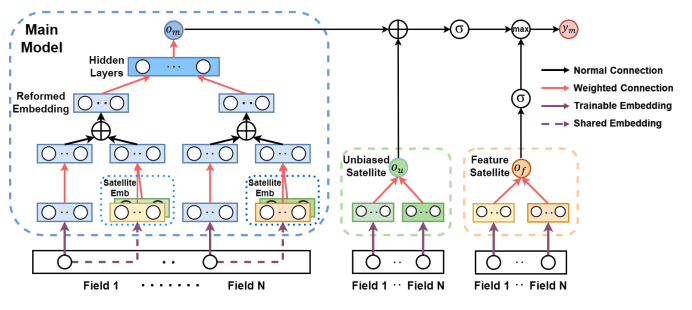 Main
Model
o_m
σ
max
y_m
Hidden
Layers
Reformed
Embedding
Normal Connection
Weighted Connection
Trainable Embedding
Shared Embedding
σ
Unbiased
Satellite
o_u
Feature
Satellite
o_f
Satellite
Emb
Satellite
Emb
Field 1 · · · · · · · Field N
Field 1 ·· Field N
Field 1 ·· Field N